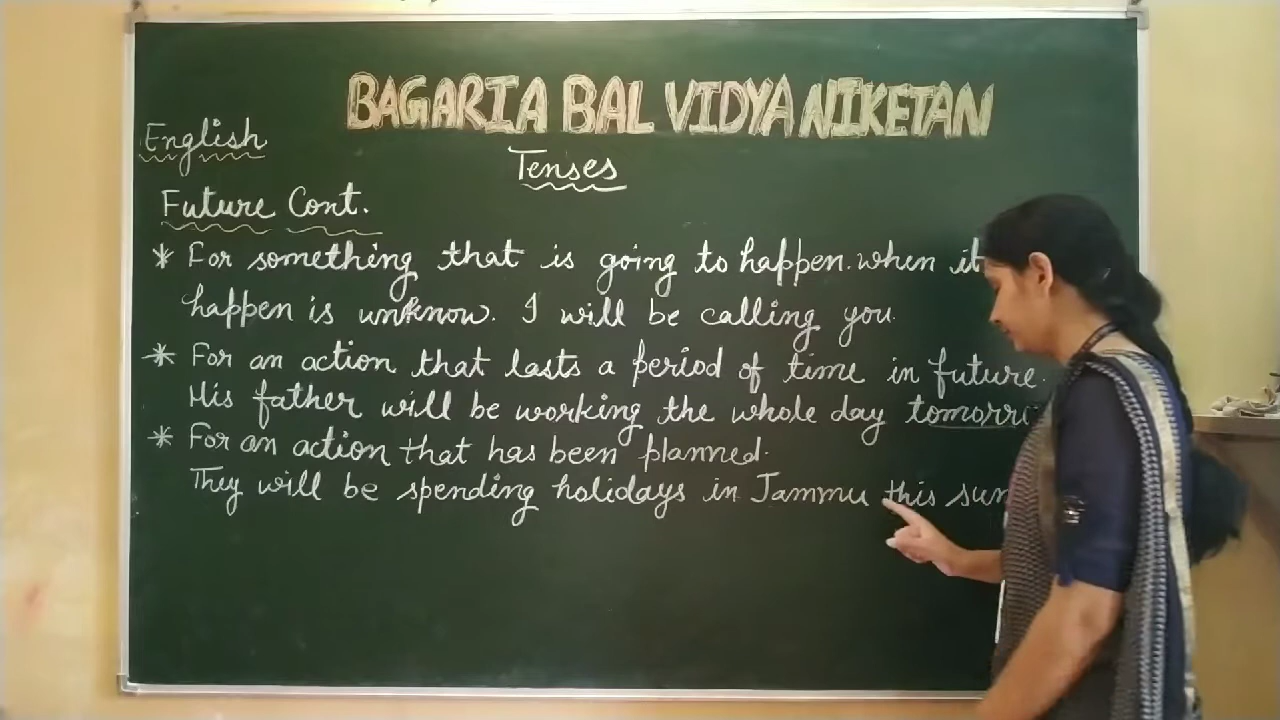 BAGARIA BAL VIDYA NIKETAN
English
Tenses
Future Cont.
* For something that is going to happen. when it
happen is unknow. I will be calling you.
* For an action that lasts a period of time in future.
His father will be working the whole day tomorr
* For an action that has been planned.
They will be spending holidays in Jammu this sum